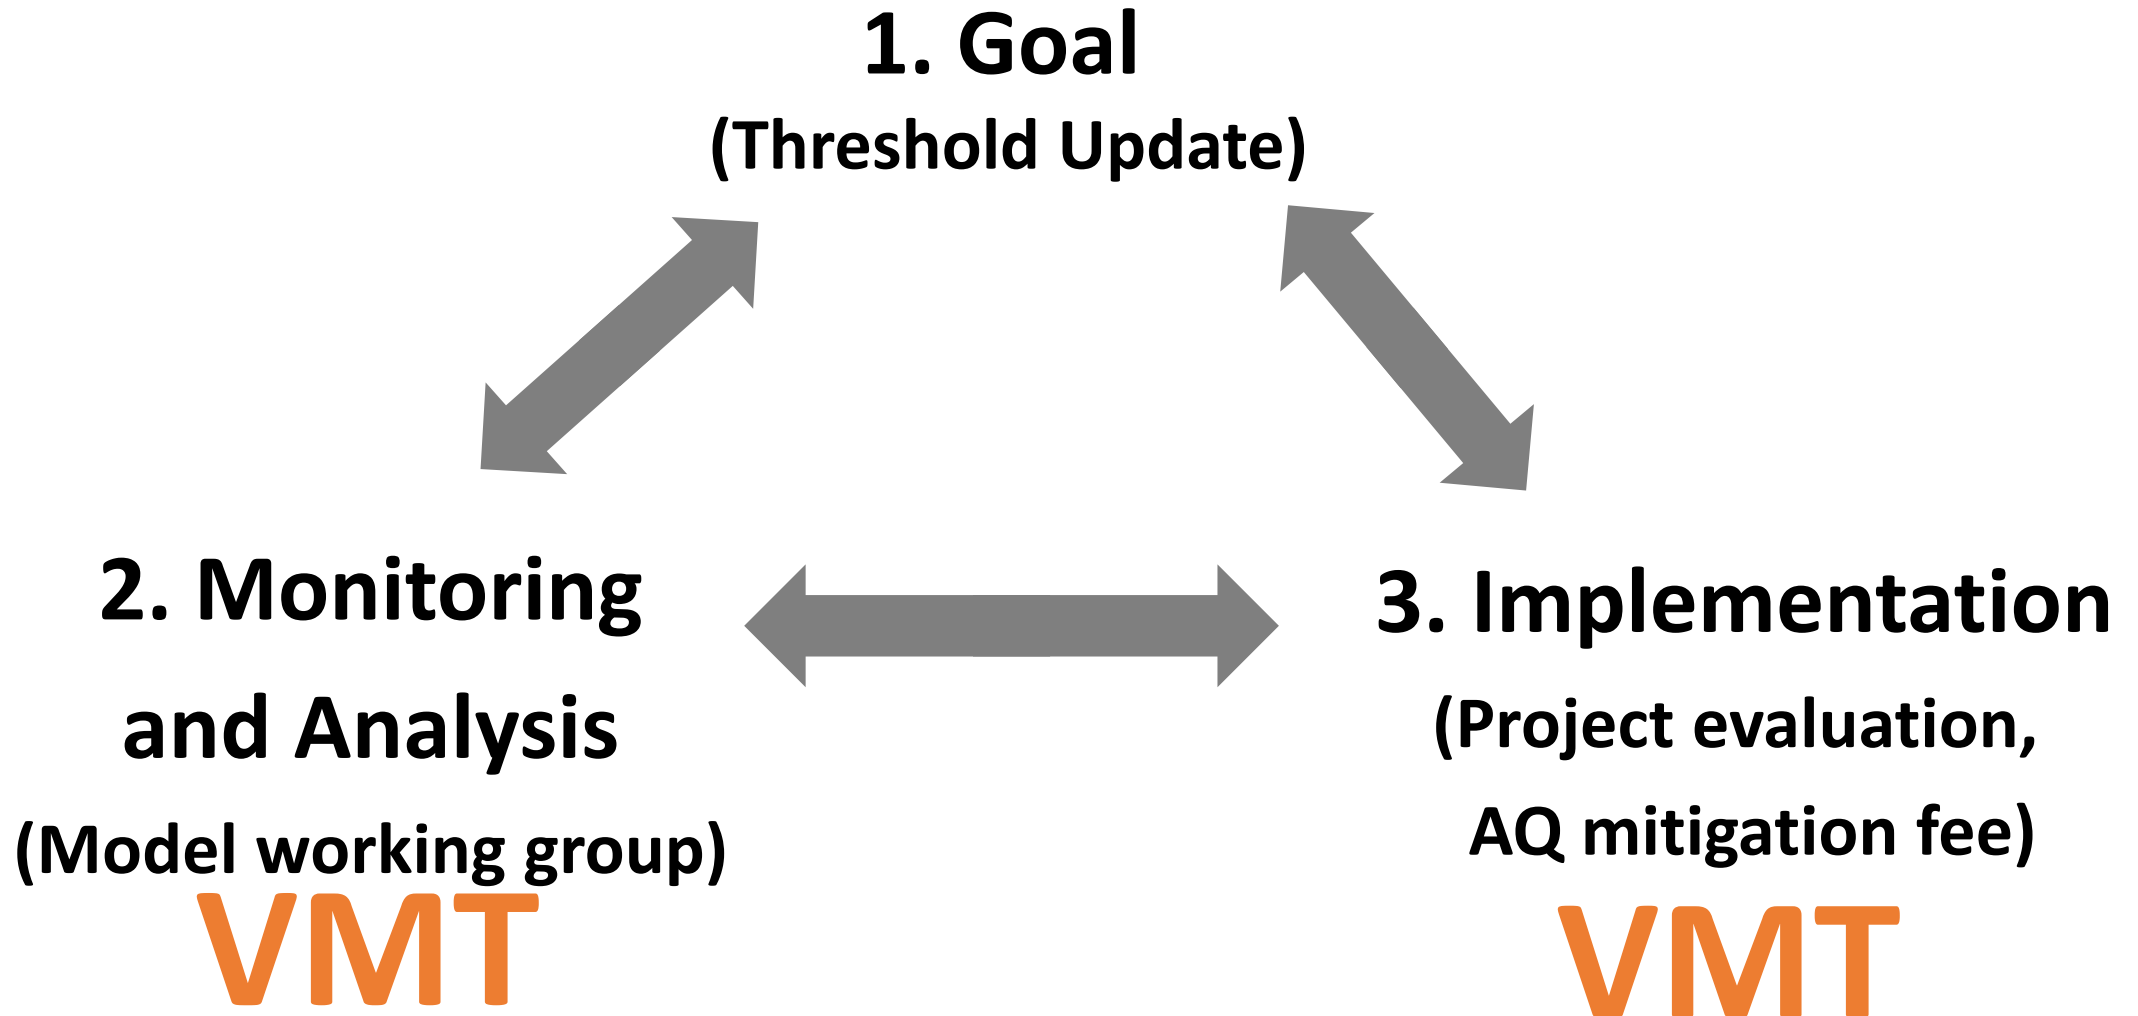 1. Goal
(Threshold Update)
2. Monitoring
and Analysis
(Model working group)
VMT
3. Implementation
(Project evaluation,
AQ mitigation fee)
VMT